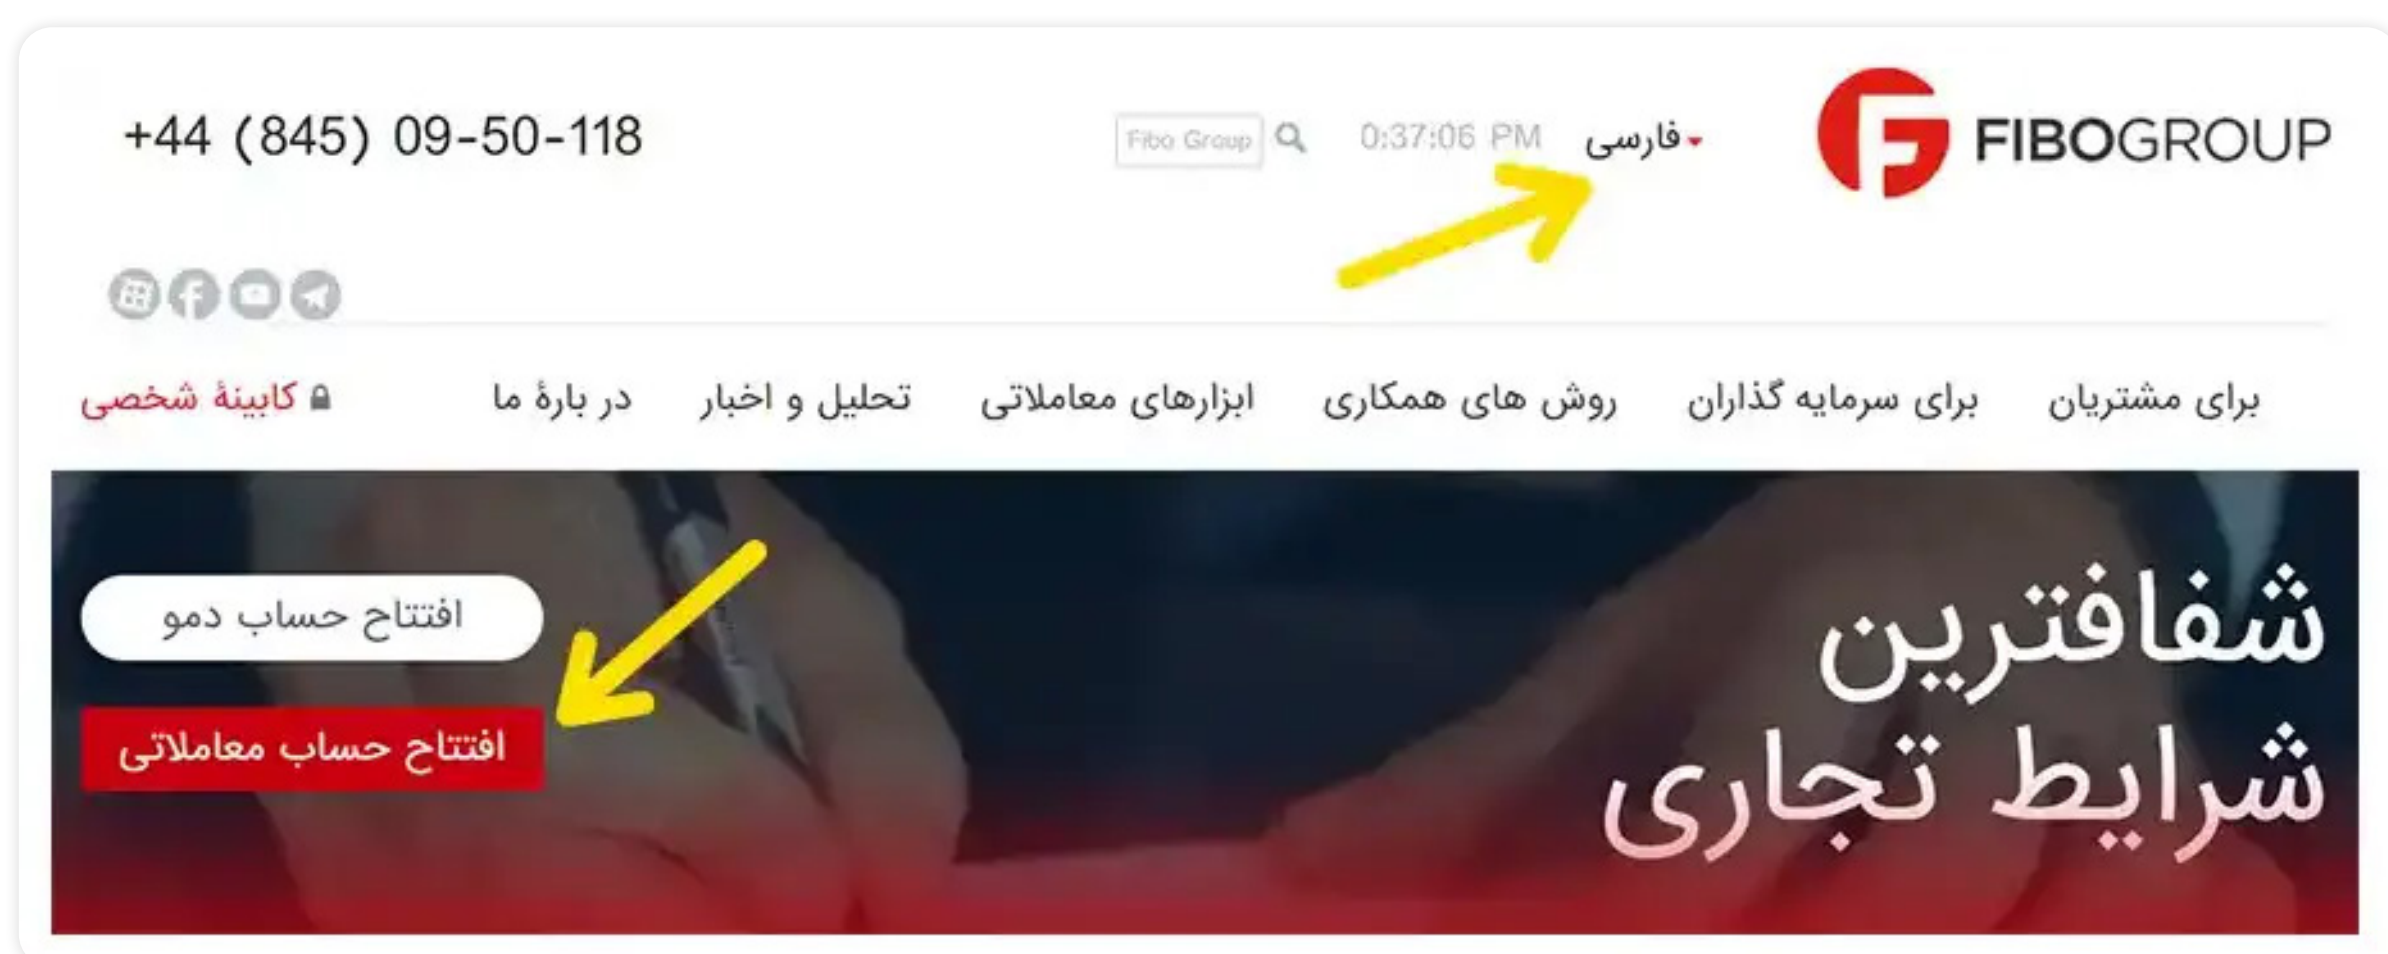 FIBOGROUP
فارسی
0:37:06 PM
Fibo Group
+44 (845) 09-50-118
برای مشتریان
برای سرمایه گذاران
روش های همکاری
ابزارهای معاملاتی
تحلیل و اخبار
در بارهٔ ما
کابینهٔ شخصی
شفافترین
شرایط تجاری
افتتاح حساب دمو
افتتاح حساب معاملاتی